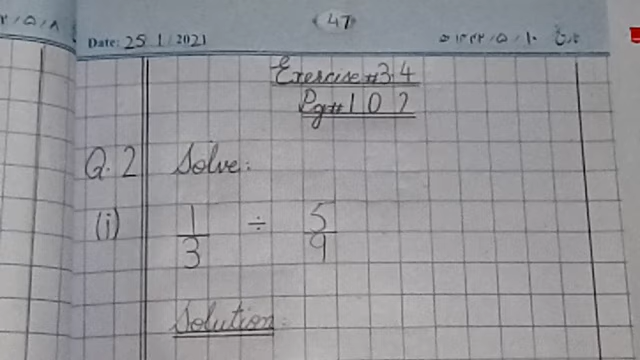 47
Date: 25 1/2021
Exercise#3.4
Pg#102
Q.2 Solve:
(i) 1/3 ÷ 5/9
Solution: